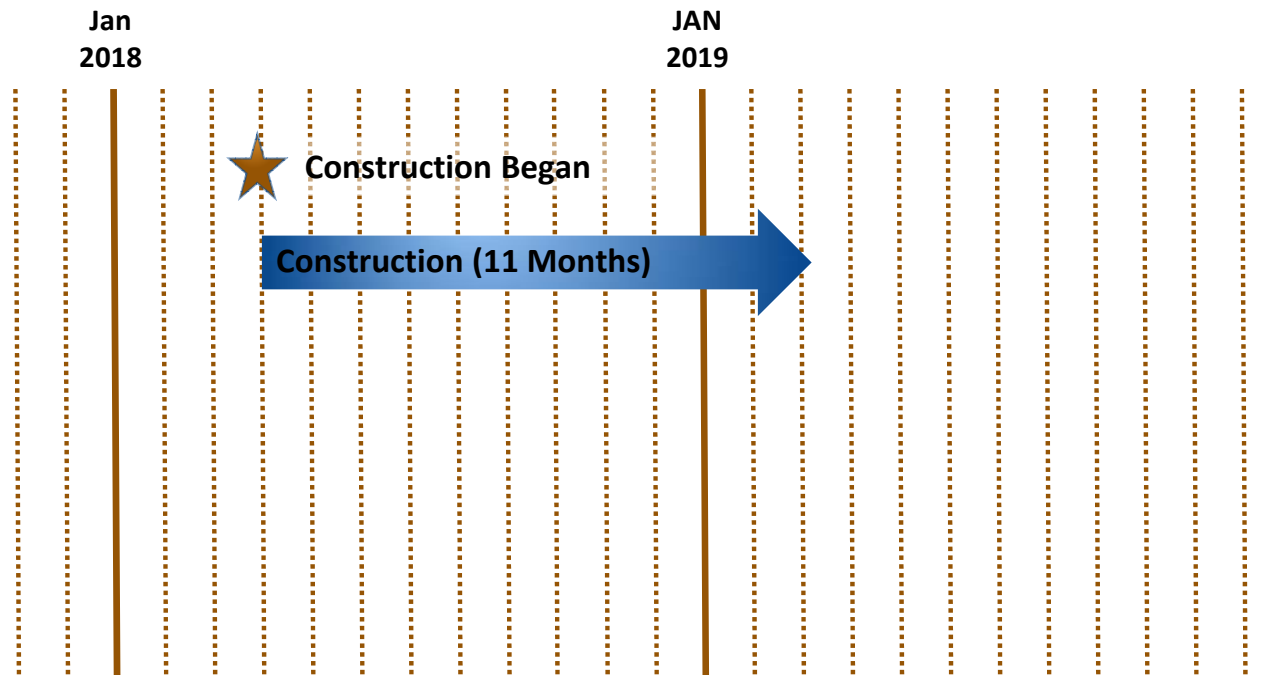 Jan
2018
JAN
2019
Construction Began
Construction (11 Months)